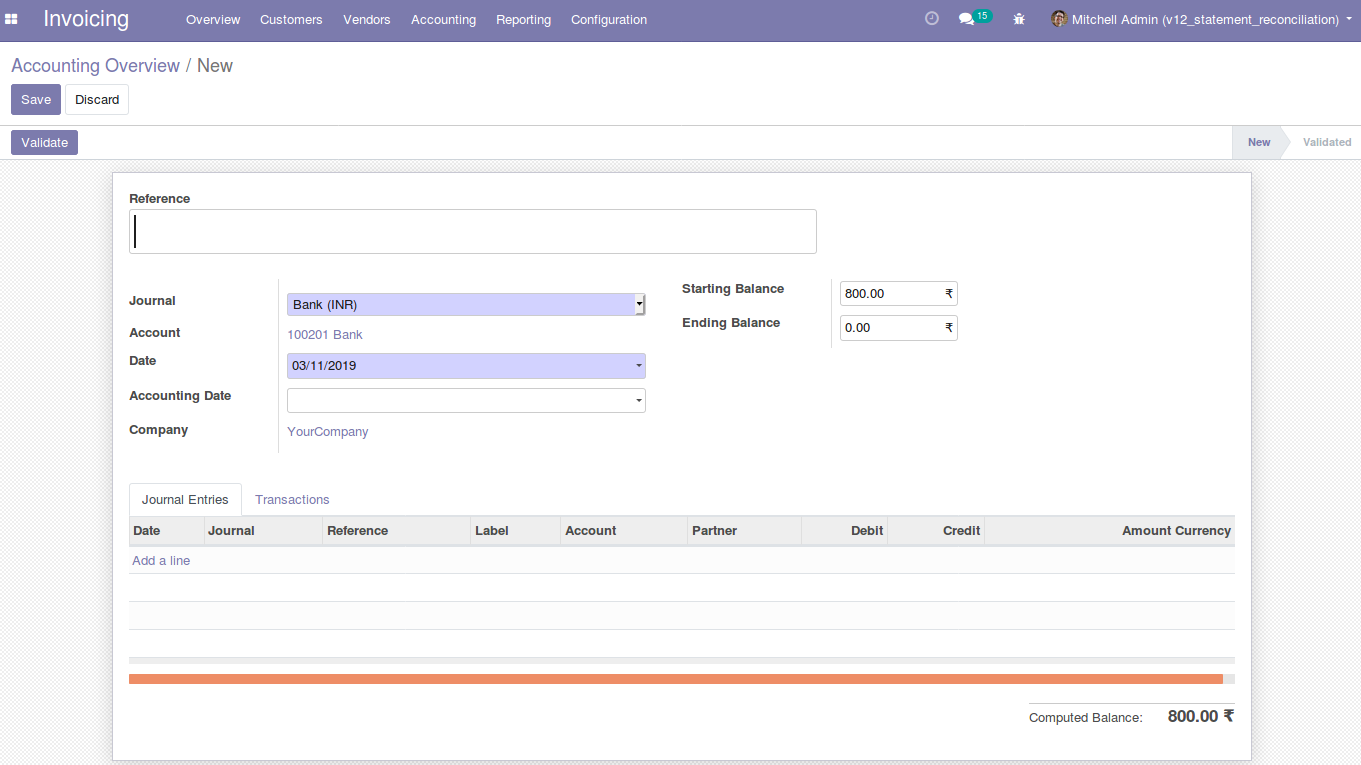 Invoicing Overview Customers Vendors Accounting Reporting Configuration 15 Mitchell Admin (v12_statement_reconciliation)
Accounting Overview / New
Save Discard
Validate New Validated
Reference
Journal Bank (INR) Starting Balance 800.00 ₹
Account 100201 Bank Ending Balance 0.00 ₹
Date 03/11/2019
Accounting Date
Company YourCompany
Journal Entries Transactions
Date Journal Reference Label Account Partner Debit Credit Amount Currency
Add a line
Computed Balance: 800.00 ₹